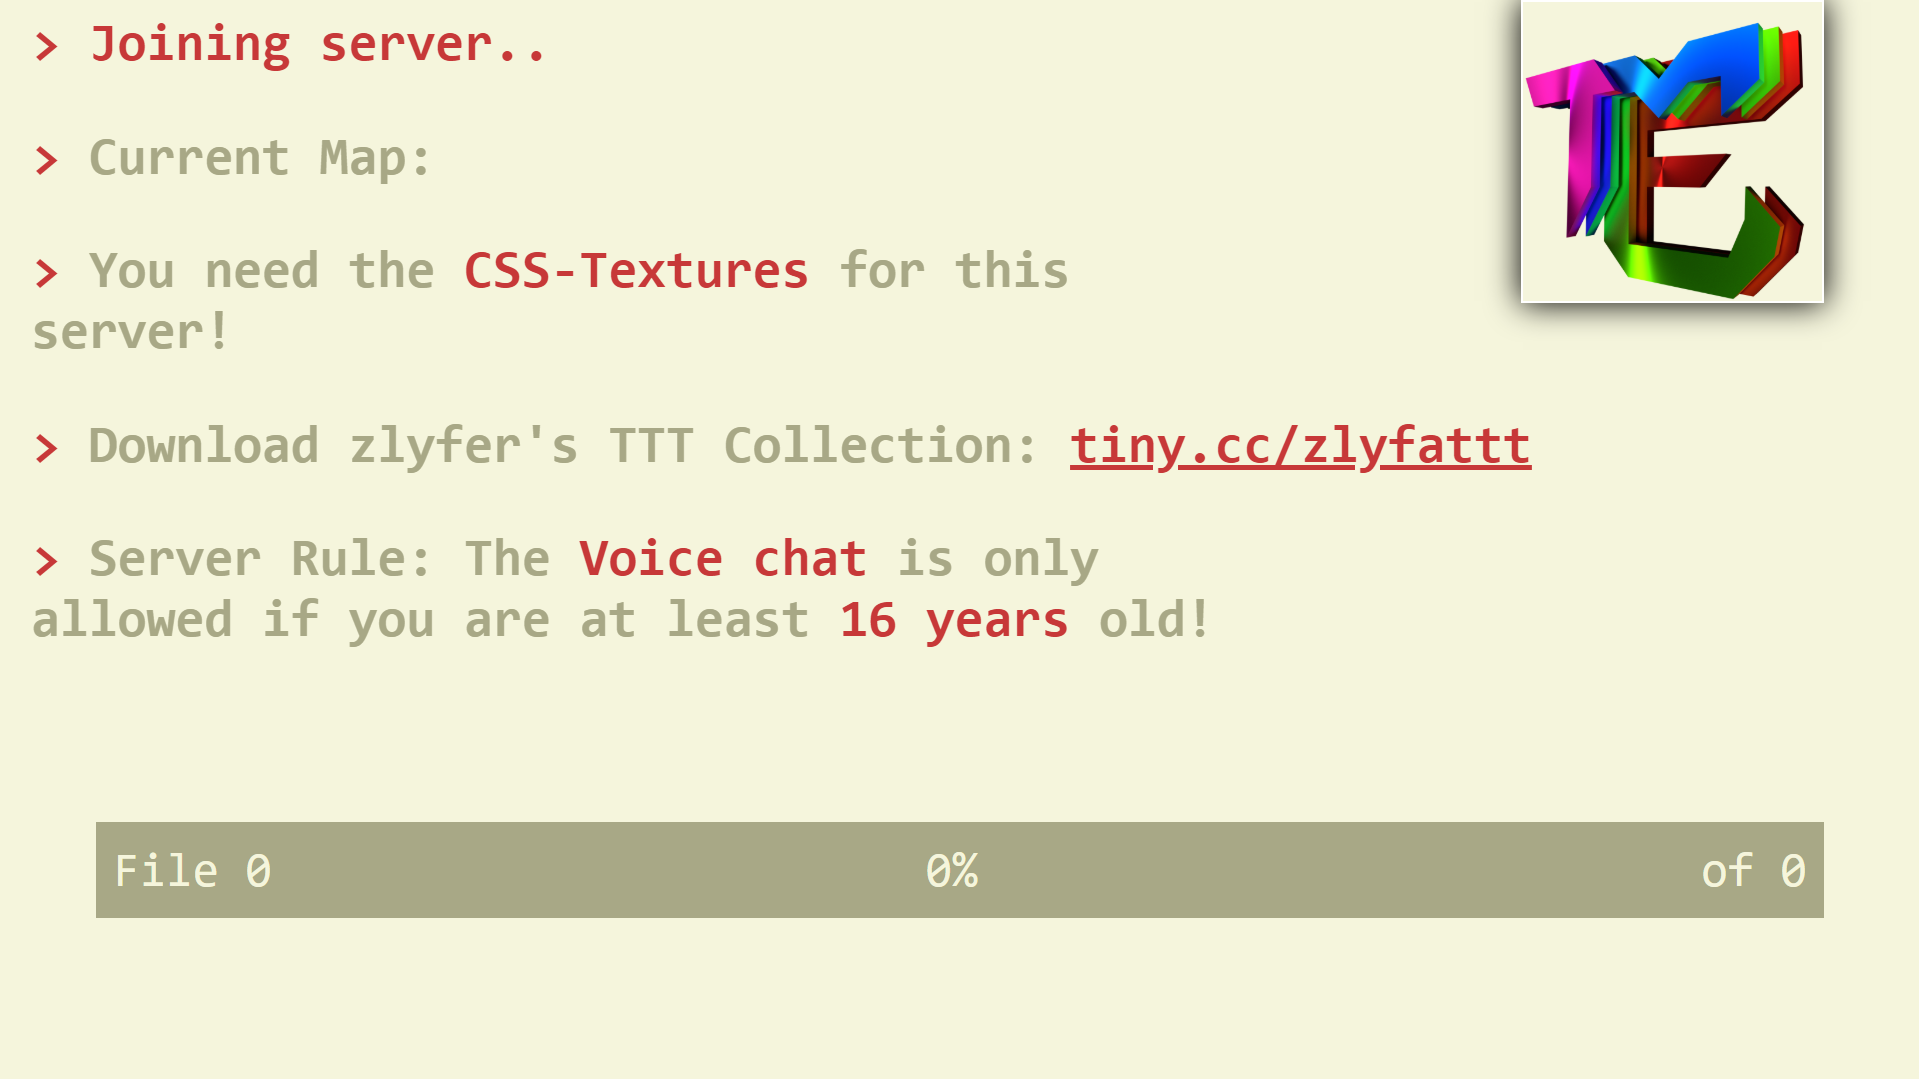 > Joining server..
> Current Map:
> You need the CSS-Textures for this
server!
> Download zlyfer's TTT Collection: tiny.cc/zlyfattt
> Server Rule: The Voice chat is only
allowed if you are at least 16 years old!
File 0 0% of 0